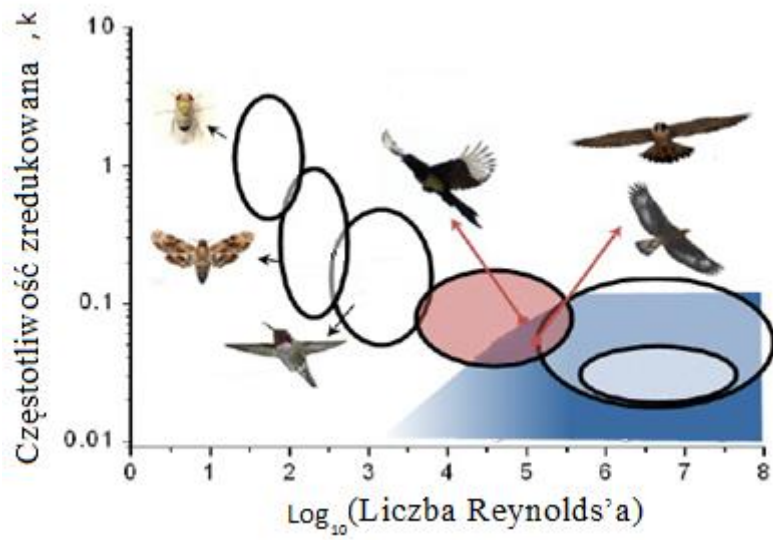 Częstotliwość zredukowana , k
10
1
0.1
0.01
0 1 2 3 4 5 6 7 8
Log₁₀(Liczba Reynolds’a)